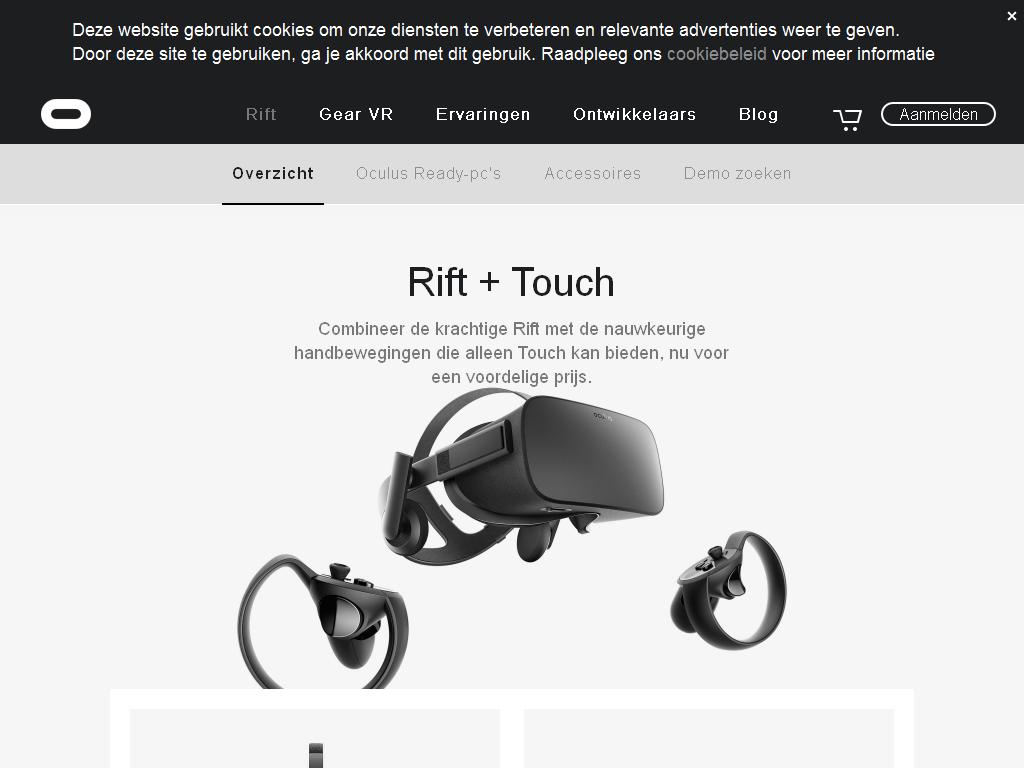 ×
Deze website gebruikt cookies om onze diensten te verbeteren en relevante advertenties weer te geven.
Door deze site te gebruiken, ga je akkoord met dit gebruik. Raadpleeg ons cookiebeleid voor meer informatie
Rift Gear VR Ervaringen Ontwikkelaars Blog Aanmelden
Overzicht Oculus Ready-pc's Accessoires Demo zoeken
Rift + Touch
Combineer de krachtige Rift met de nauwkeurige
handbewegingen die alleen Touch kan bieden, nu voor
een voordelige prijs.